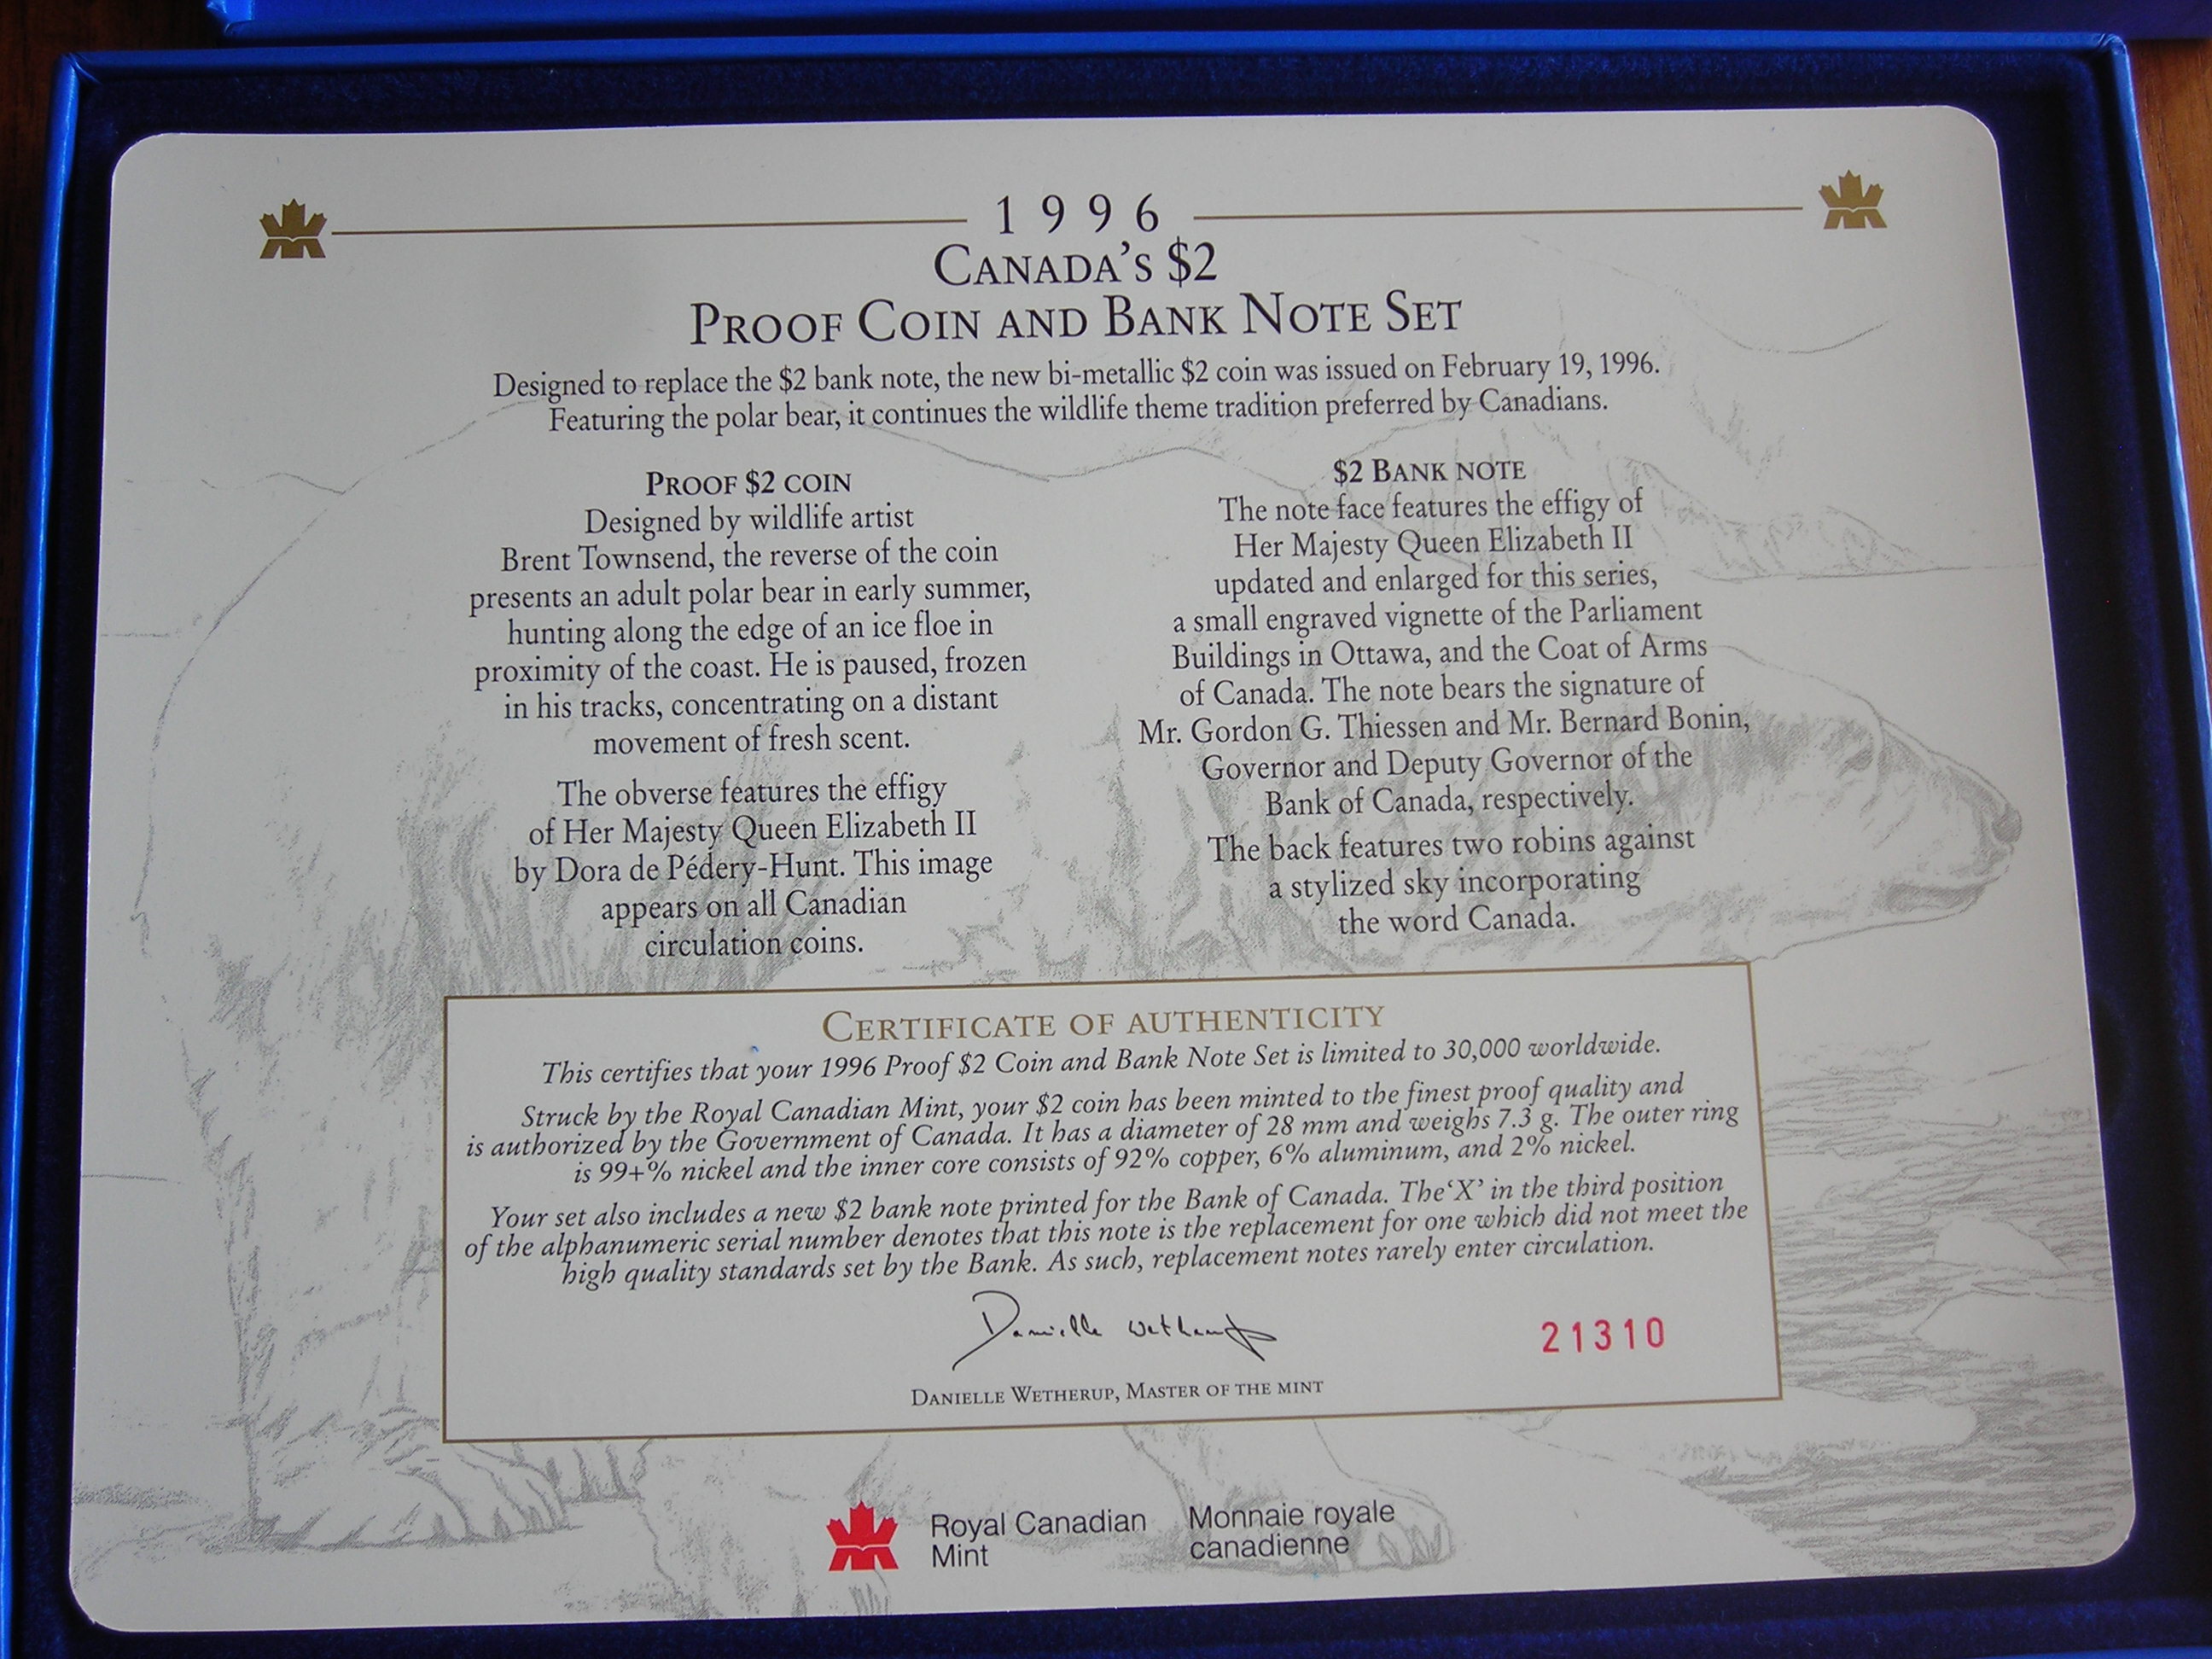 1996
CANADA'S $2
PROOF COIN AND BANK NOTE SET
Designed to replace the $2 bank note, the new bi-metallic $2 coin was issued on February 19, 1996.
Featuring the polar bear, it continues the wildlife theme tradition preferred by Canadians.
PROOF $2 COIN
Designed by wildlife artist
Brent Townsend, the reverse of the coin
presents an adult polar bear in early summer,
hunting along the edge of an ice floe in
proximity of the coast. He is paused, frozen
in his tracks, concentrating on a distant
movement of fresh scent.
The obverse features the effigy
of Her Majesty Queen Elizabeth II
by Dora de Pédery-Hunt. This image
appears on all Canadian
circulation coins.
$2 BANK NOTE
The note face features the effigy of
Her Majesty Queen Elizabeth II
updated and enlarged for this series,
a small engraved vignette of the Parliament
Buildings in Ottawa, and the Coat of Arms
of Canada. The note bears the signature of
Mr. Gordon G. Thiessen and Mr. Bernard Bonin,
Governor and Deputy Governor of the
Bank of Canada, respectively.
The back features two robins against
a stylized sky incorporating
the word Canada.
CERTIFICATE OF AUTHENTICITY
This certifies that your 1996 Proof $2 Coin and Bank Note Set is limited to 30,000 worldwide.
Struck by the Royal Canadian Mint, your $2 coin has been minted to the finest proof quality and
is authorized by the Government of Canada. It has a diameter of 28 mm and weighs 7.3 g. The outer ring
is 99+% nickel and the inner core consists of 92% copper, 6% aluminum, and 2% nickel.
Your set also includes a new $2 bank note printed for the Bank of Canada. The 'X' in the third position
of the alphanumeric serial number denotes that this note is the replacement for one which did not meet the
high quality standards set by the Bank. As such, replacement notes rarely enter circulation.
Danielle Wetherup
21310
DANIELLE WETHERUP, MASTER OF THE MINT
Royal Canadian
Mint
Monnaie royale
canadienne